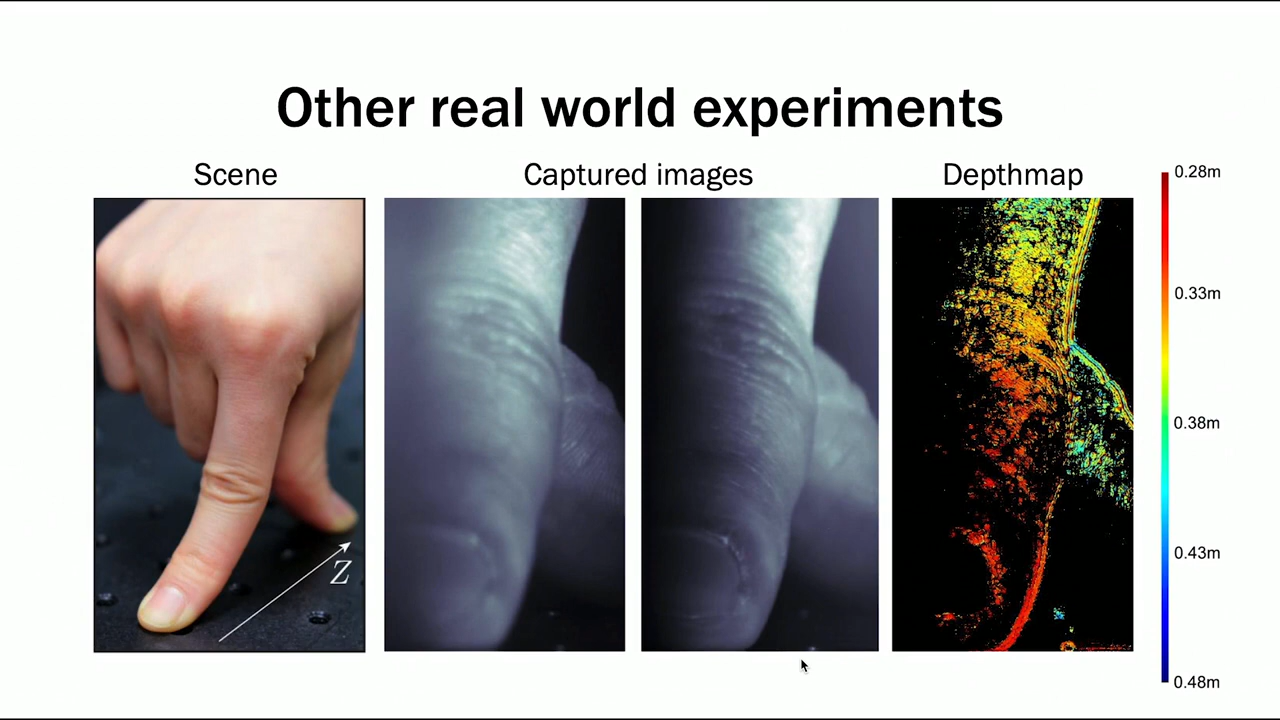 Other real world experiments
Scene
Captured images
Depthmap
Z
0.28m
0.33m
0.38m
0.43m
0.48m